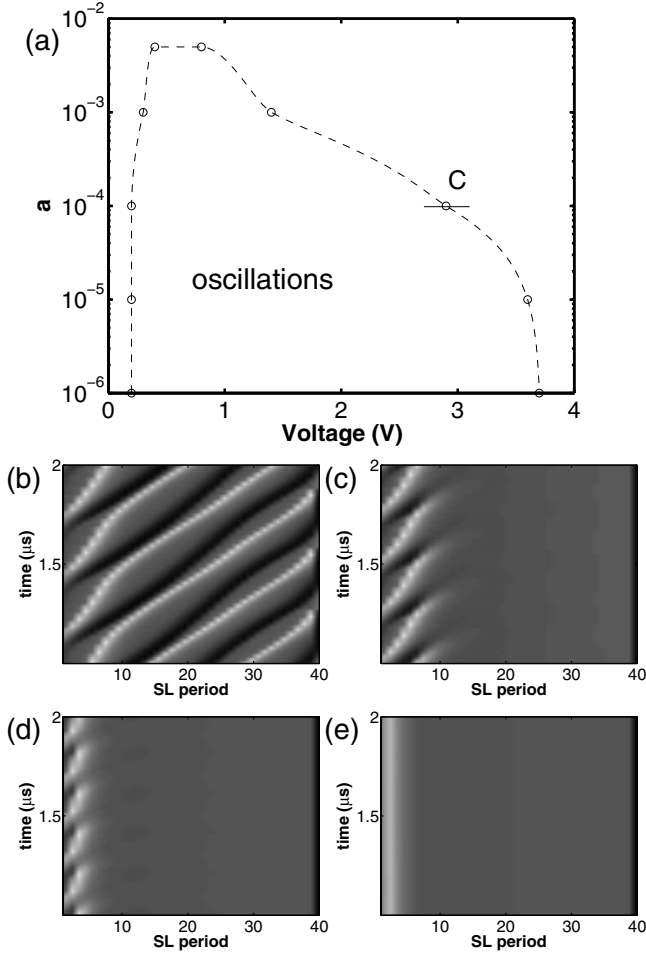 (a)
10^-2
10^-3
10^-4
10^-5
10^-6
a
C
oscillations
0 1 2 3 4
Voltage (V)
(b)
2
1.5
time (μs)
10 20 30 40
SL period
(c)
2
1.5
time (μs)
10 20 30 40
SL period
(d)
2
1.5
time (μs)
10 20 30 40
SL period
(e)
2
1.5
time (μs)
10 20 30 40
SL period